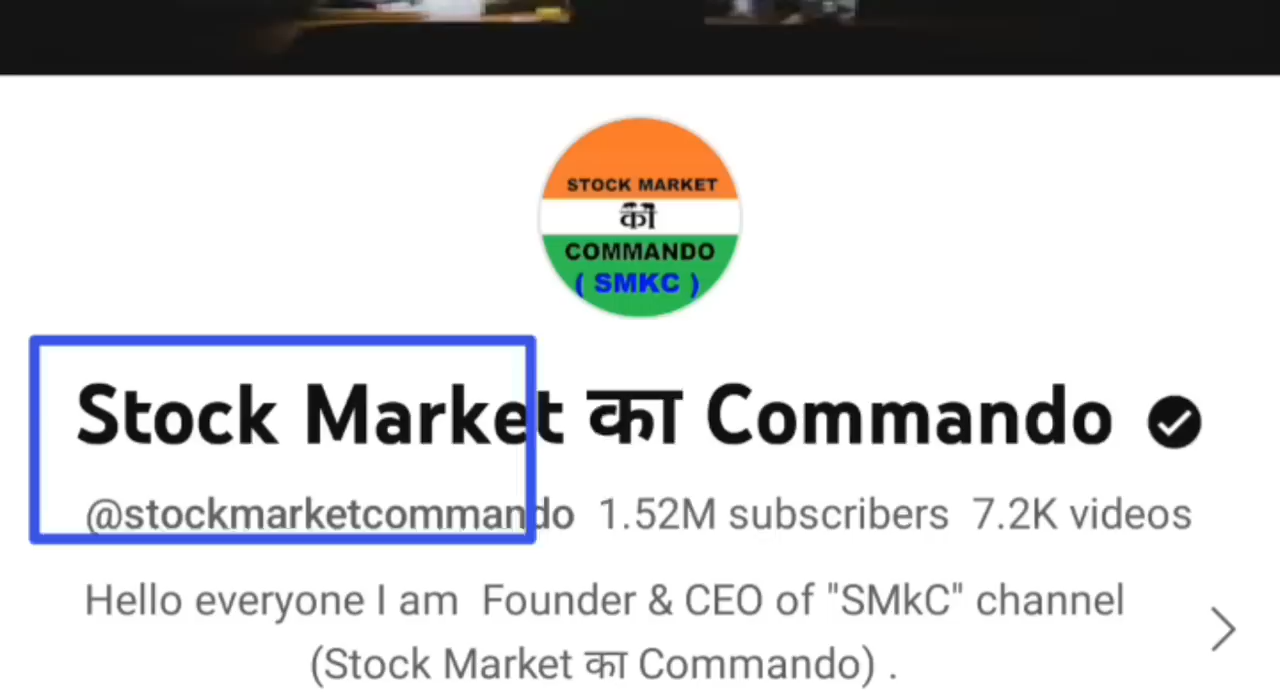 STOCK MARKET
की
COMMANDO
( SMKC )
Stock Market का Commando
@stockmarketcommando 1.52M subscribers 7.2K videos
Hello everyone I am Founder & CEO of "SMkC" channel
(Stock Market का Commando) .